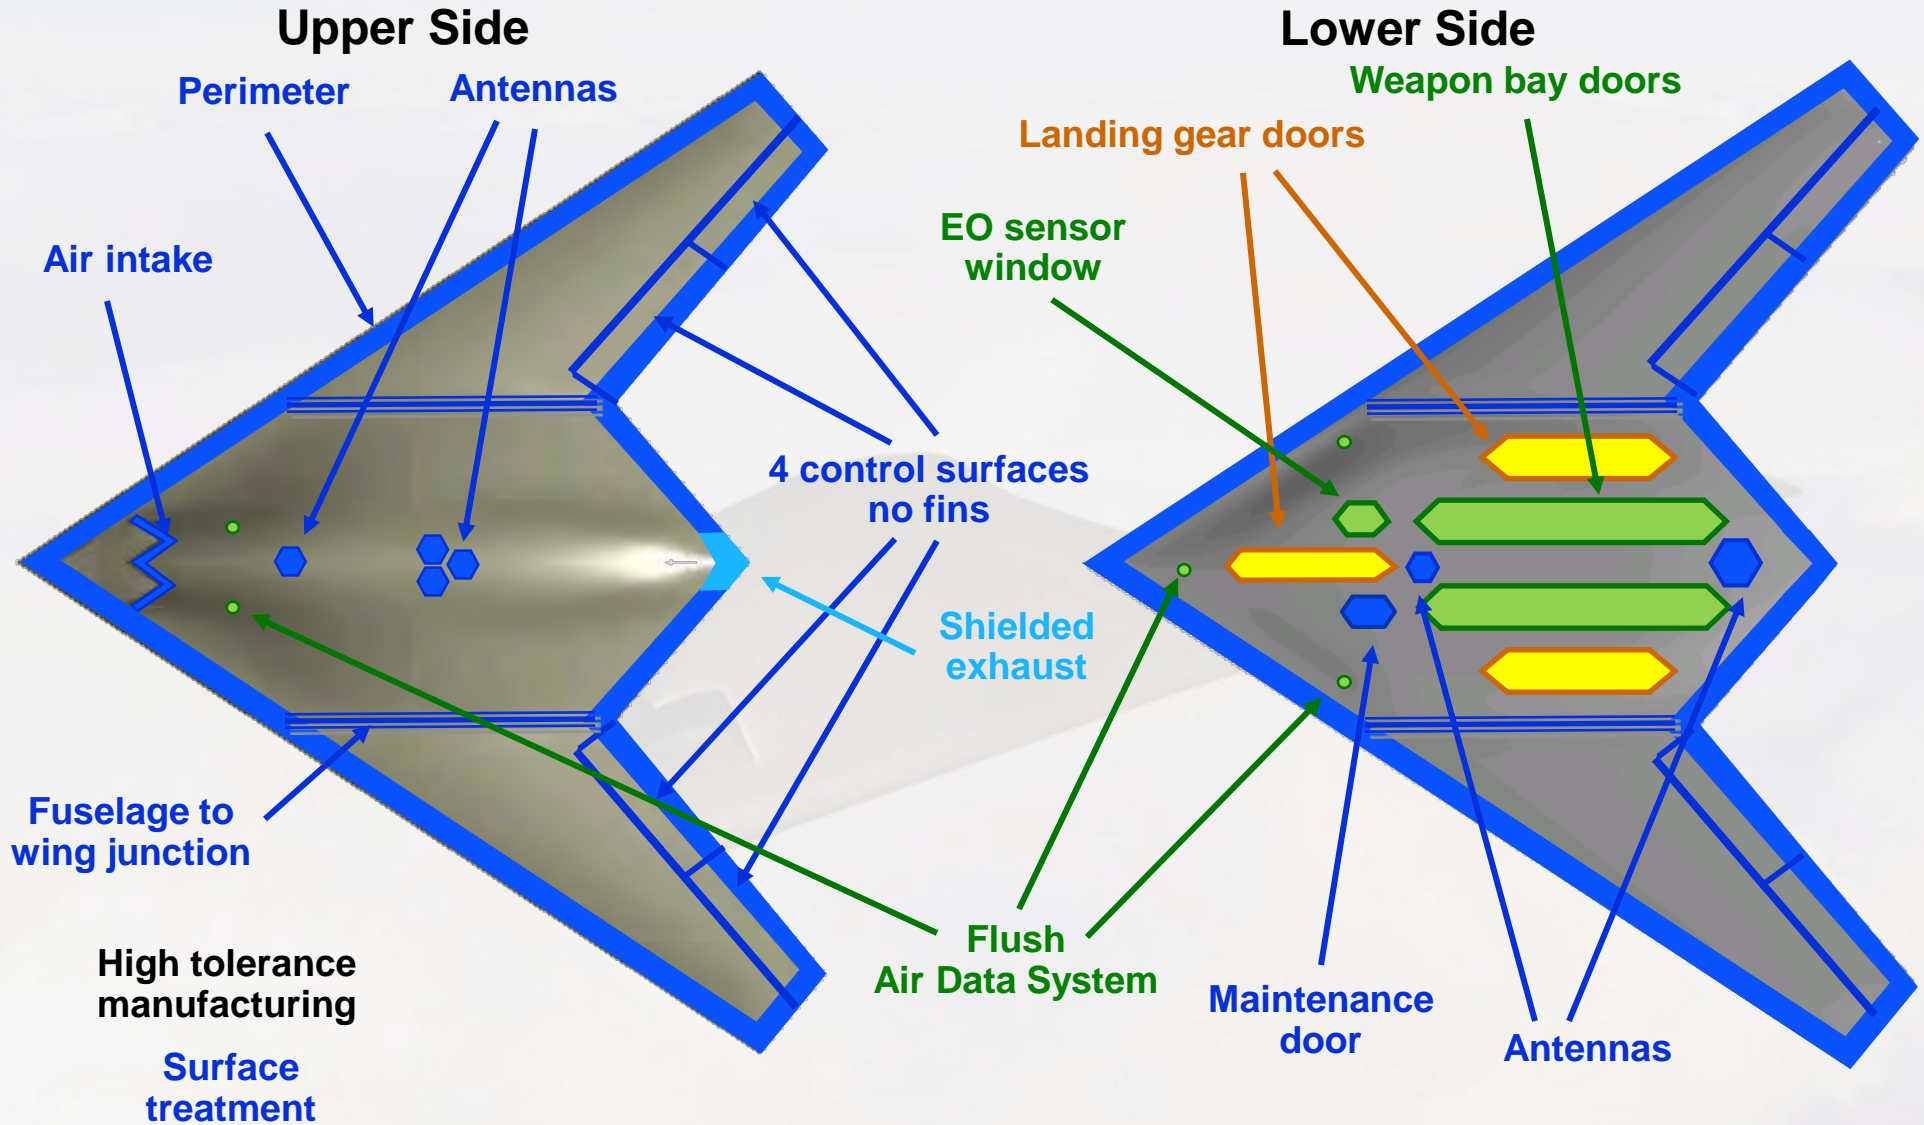 Upper Side
Lower Side
Perimeter
Antennas
Weapon bay doors
Landing gear doors
EO sensor
window
Air intake
4 control surfaces
no fins
Shielded
exhaust
Fuselage to
wing junction
High tolerance
manufacturing
Flush
Air Data System
Maintenance
door
Antennas
Surface
treatment